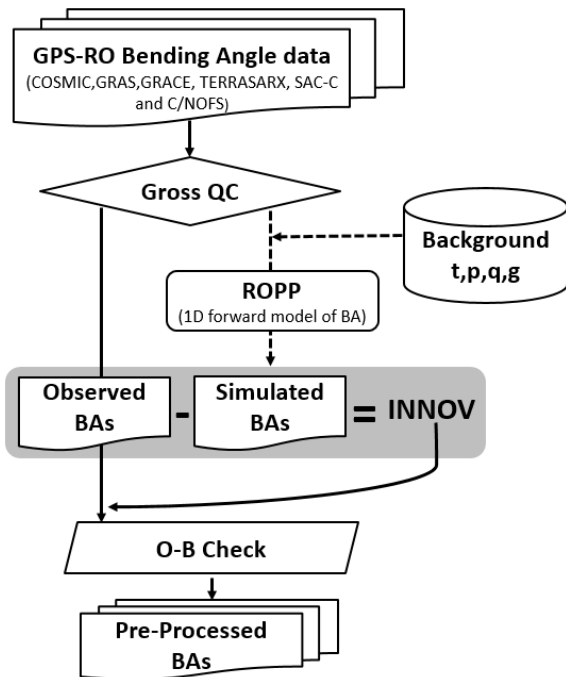 GPS-RO Bending Angle data
(COSMIC,GRAS,GRACE, TERRASARX, SAC-C
and C/NOFS)
Gross QC
Background
t,p,q,g
ROPP
(1D forward model of BA)
Observed
BAs
-
Simulated
BAs
= INNOV
O-B Check
Pre-Processed
BAs